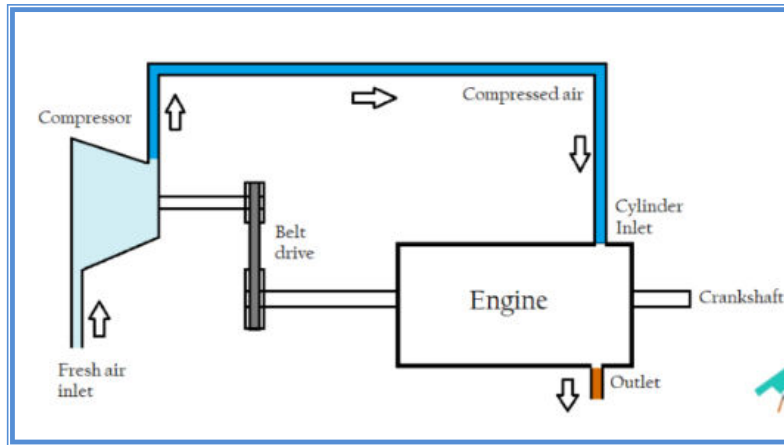 Compressor
Compressed air
Cylinder
Inlet
Belt
drive
Engine
Crankshaft
Fresh air
inlet
Outlet